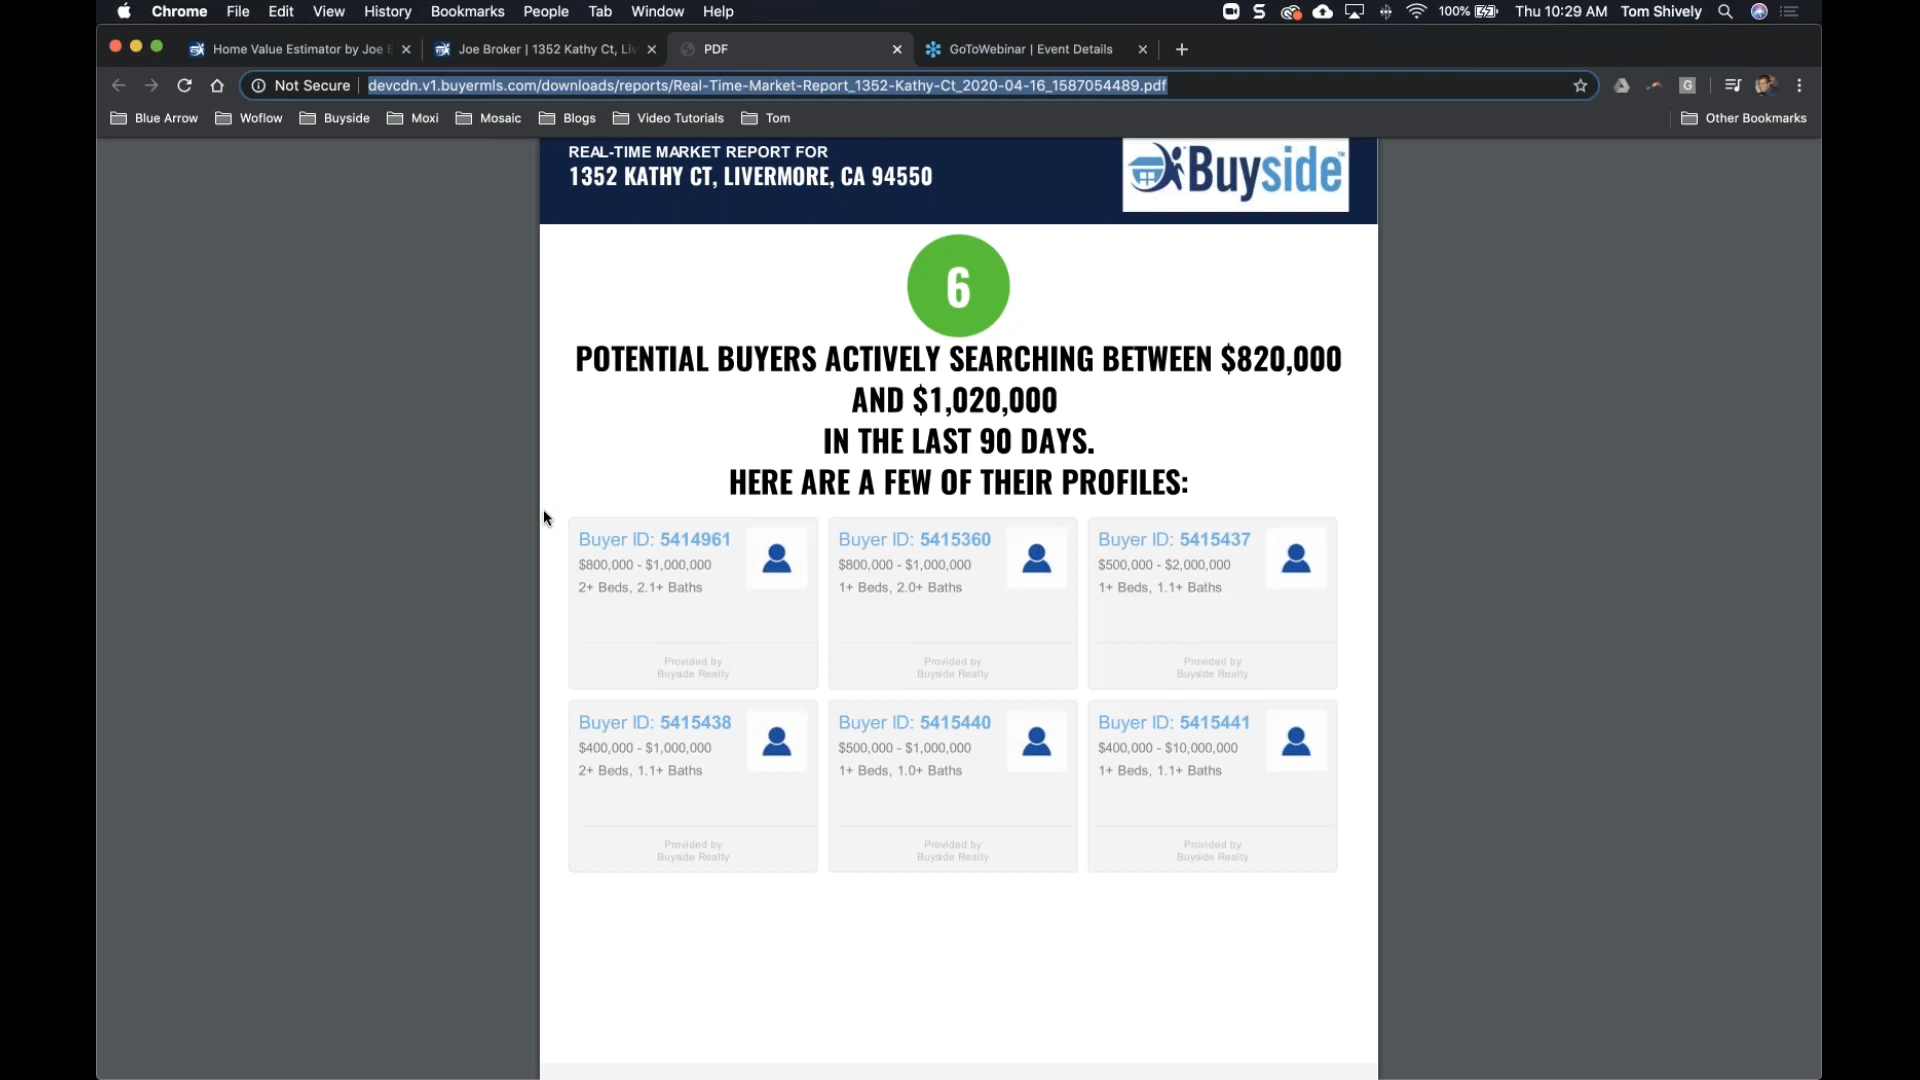 Chrome File Edit View History Bookmarks People Tab Window Help 100% Thu 10:29 AM Tom Shively
Home Value Estimator by Joe Joe Broker | 1352 Kathy Ct, Liv PDF GoToWebinar | Event Details
Not Secure devcdn.v1.buyermls.com/downloads/reports/Real-Time-Market-Report_1352-Kathy-Ct_2020-04-16_1587054489.pdf
Blue Arrow Woflow Buyside Moxi Mosaic Blogs Video Tutorials Tom Other Bookmarks
REAL-TIME MARKET REPORT FOR
1352 KATHY CT, LIVERMORE, CA 94550
Buyside™
6
POTENTIAL BUYERS ACTIVELY SEARCHING BETWEEN $820,000
AND $1,020,000
IN THE LAST 90 DAYS.
HERE ARE A FEW OF THEIR PROFILES:
Buyer ID: 5414961
$800,000 - $1,000,000
2+ Beds, 2.1+ Baths
Provided by
Buyside Realty
Buyer ID: 5415360
$800,000 - $1,000,000
1+ Beds, 2.0+ Baths
Provided by
Buyside Realty
Buyer ID: 5415437
$500,000 - $2,000,000
1+ Beds, 1.1+ Baths
Provided by
Buyside Realty
Buyer ID: 5415438
$400,000 - $1,000,000
2+ Beds, 1.1+ Baths
Provided by
Buyside Realty
Buyer ID: 5415440
$500,000 - $1,000,000
1+ Beds, 1.0+ Baths
Provided by
Buyside Realty
Buyer ID: 5415441
$400,000 - $10,000,000
1+ Beds, 1.1+ Baths
Provided by
Buyside Realty